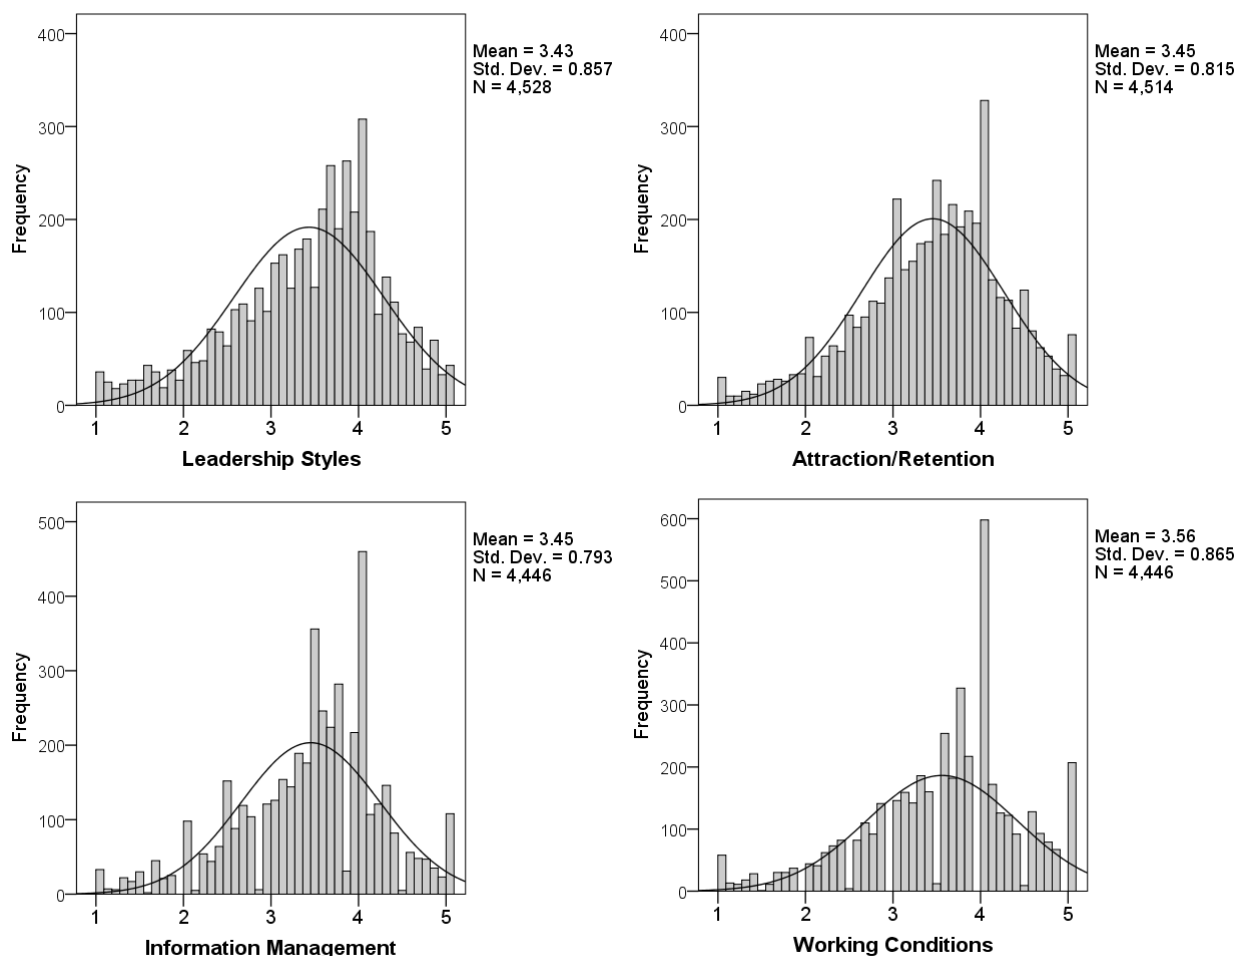 400
300
200
100
0
Frequency
1 2 3 4 5
Leadership Styles
Mean = 3.43
Std. Dev. = 0.857
N = 4,528
400
300
200
100
0
Frequency
1 2 3 4 5
Attraction/Retention
Mean = 3.45
Std. Dev. = 0.815
N = 4,514
500
400
300
200
100
0
Frequency
1 2 3 4 5
Information Management
Mean = 3.45
Std. Dev. = 0.793
N = 4,446
600
500
400
300
200
100
0
Frequency
1 2 3 4 5
Working Conditions
Mean = 3.56
Std. Dev. = 0.865
N = 4,446